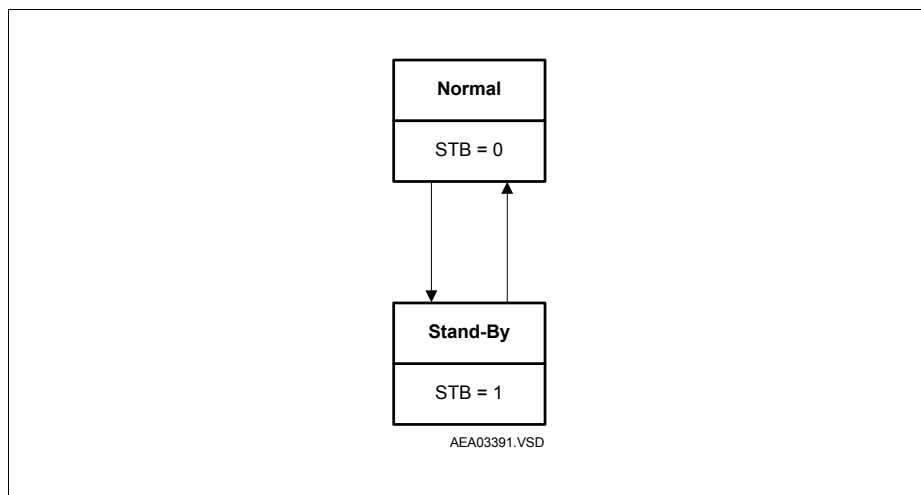 Normal
STB = 0
Stand-By
STB = 1
AEA03391.VSD